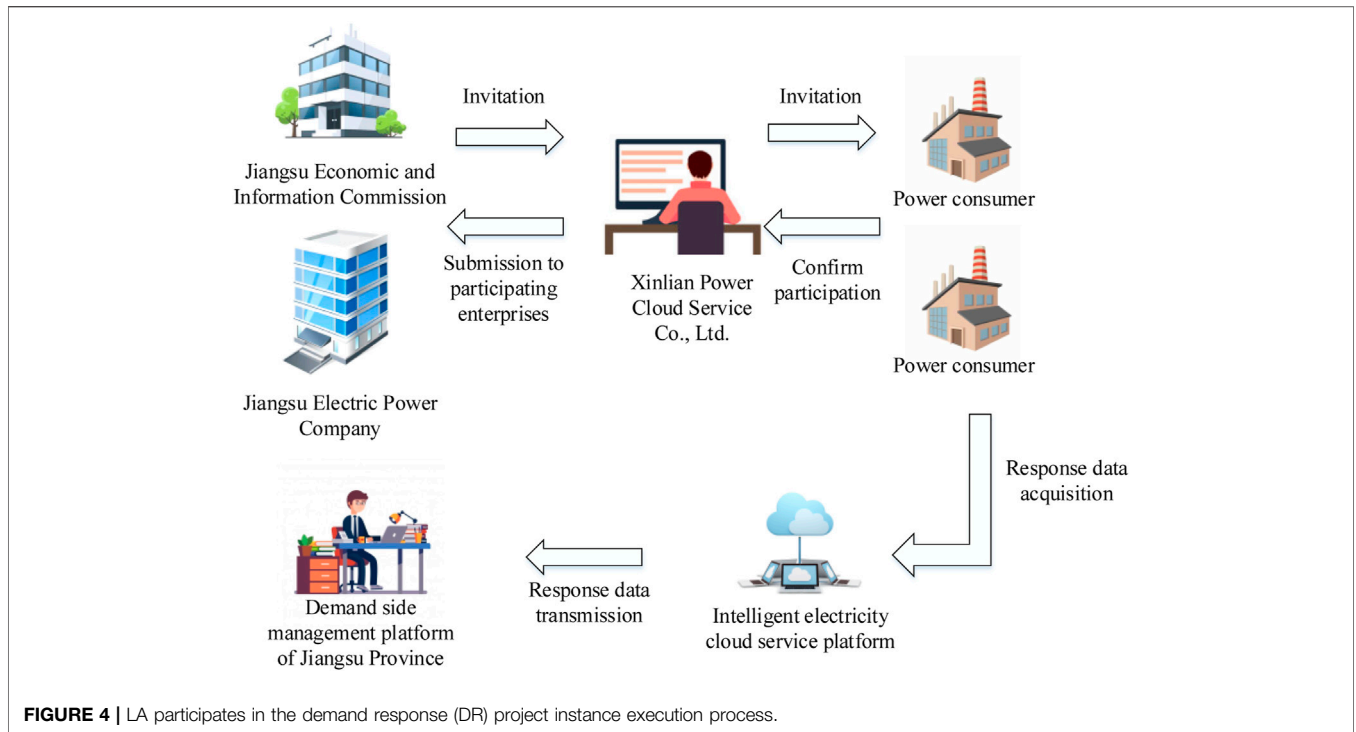 Invitation
Invitation
Jiangsu Economic and
Information Commission
Power consumer
Submission to
participating
enterprises
Xinlian Power
Cloud Service
Co., Ltd.
Confirm
participation
Power consumer
Jiangsu Electric Power
Company
Response data
acquisition
Response data
transmission
Intelligent electricity
cloud service platform
Demand side
management platform
of Jiangsu Province
FIGURE 4 | LA participates in the demand response (DR) project instance execution process.